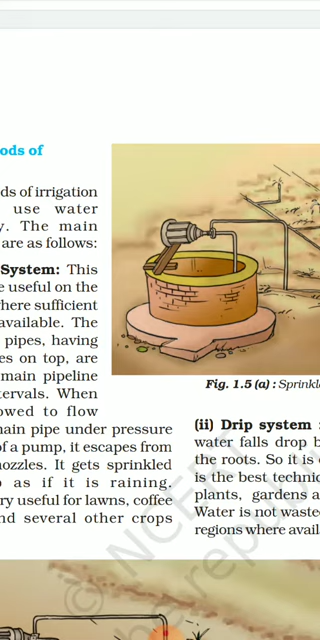 ods of
ds of irrigation
use water
y. The main
are as follows:
System: This
e useful on the
where sufficient
available. The
pipes, having
es on top, are
main pipeline
tervals. When
owed to flow
main pipe under pressure
of a pump, it escapes from
nozzles. It gets sprinkled
as if it is raining.
ry useful for lawns, coffee
nd several other crops
Fig. 1.5 (a) : Sprinkl
(ii) Drip system :
water falls drop b
the roots. So it is
is the best techni
plants, gardens a
Water is not waste
regions where avail
© NCERT
be republi